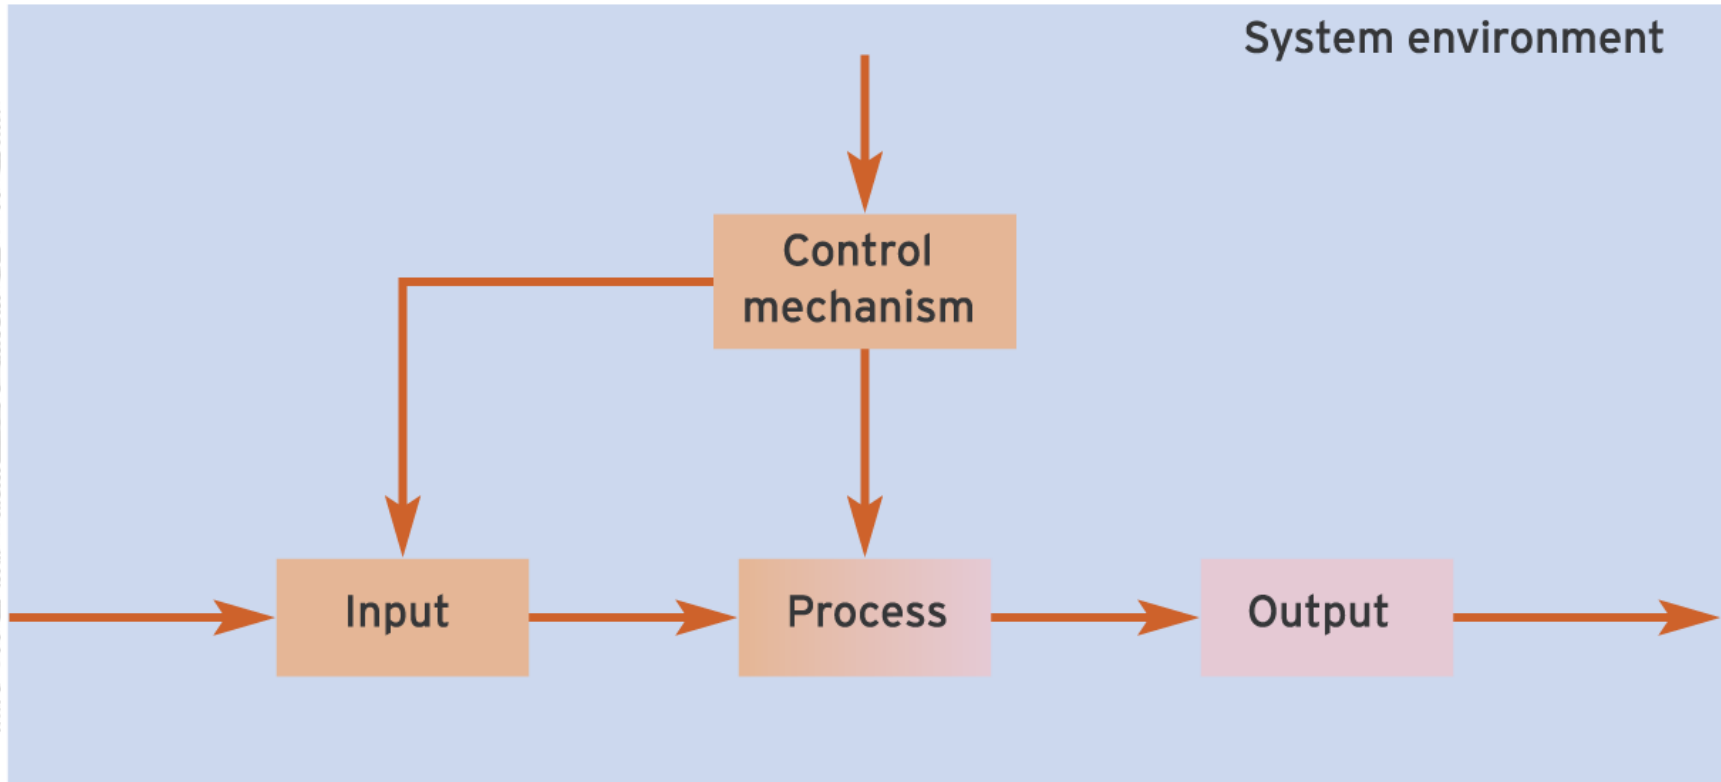 System environment
Control
mechanism
Input
Process
Output